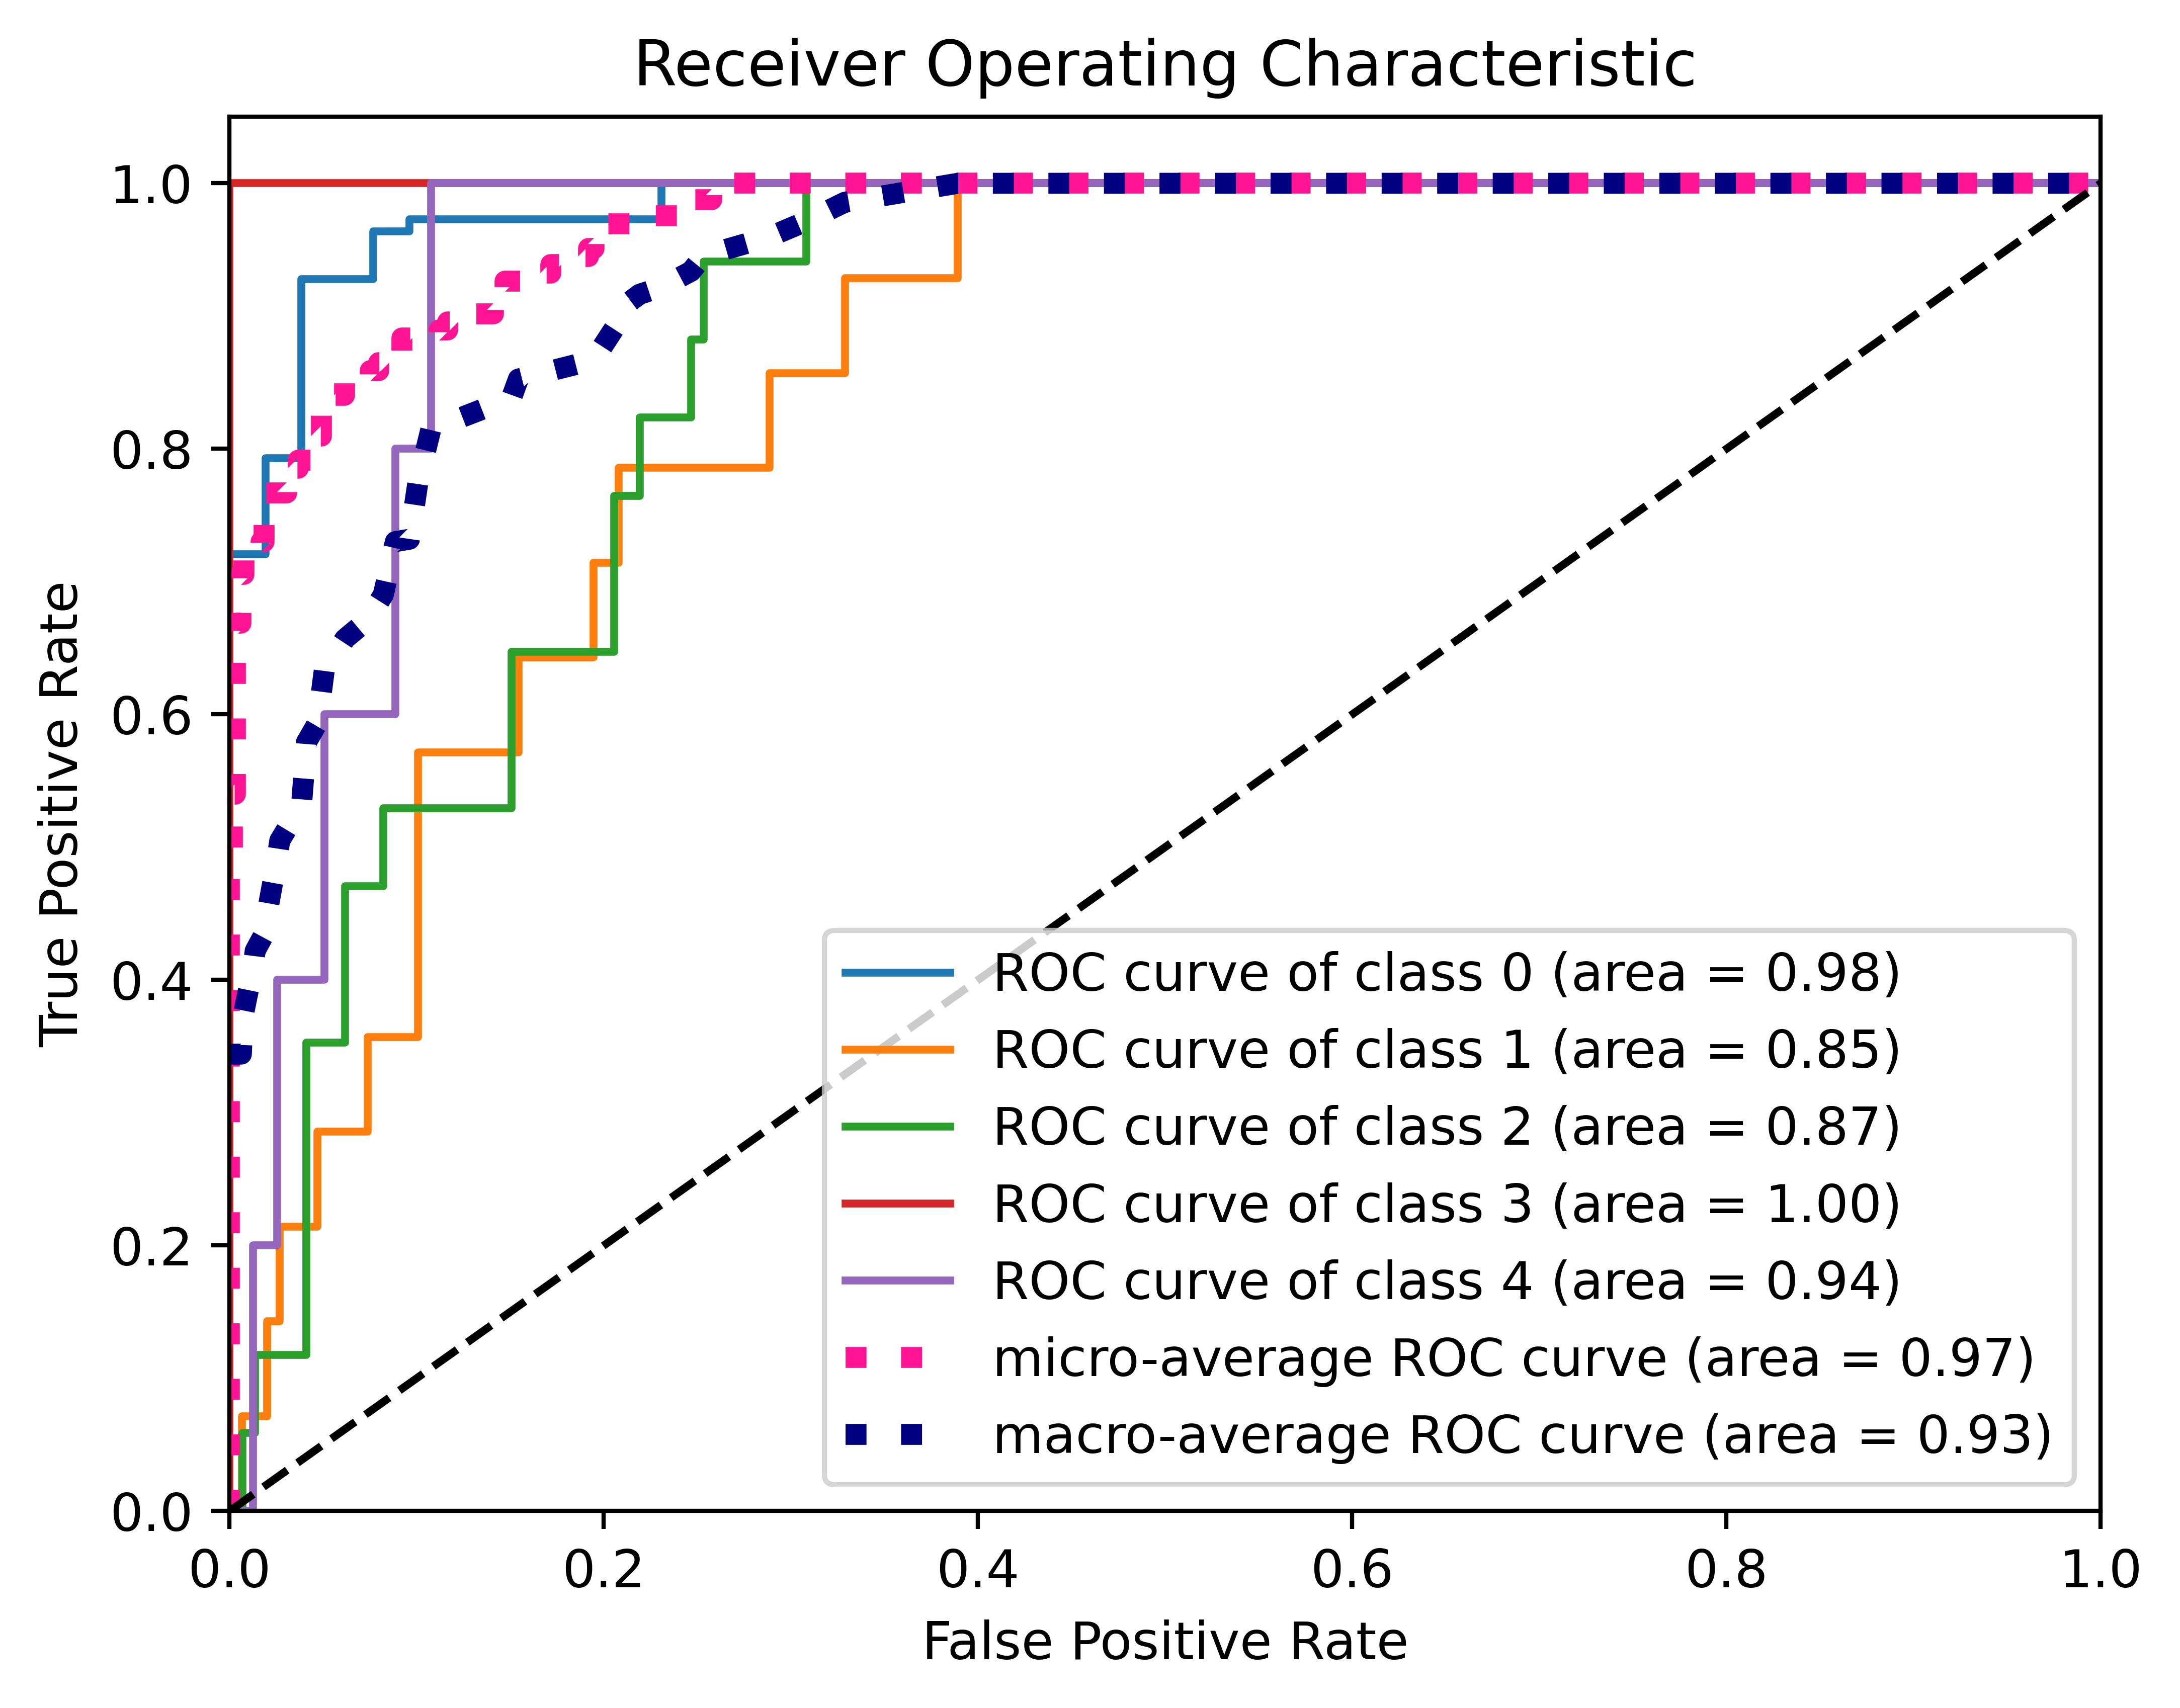 Receiver Operating Characteristic
1.0
0.8
0.6
0.4
0.2
0.0
True Positive Rate
ROC curve of class 0 (area = 0.98)
ROC curve of class 1 (area = 0.85)
ROC curve of class 2 (area = 0.87)
ROC curve of class 3 (area = 1.00)
ROC curve of class 4 (area = 0.94)
micro-average ROC curve (area = 0.97)
macro-average ROC curve (area = 0.93)
0.0 0.2 0.4 0.6 0.8 1.0
False Positive Rate